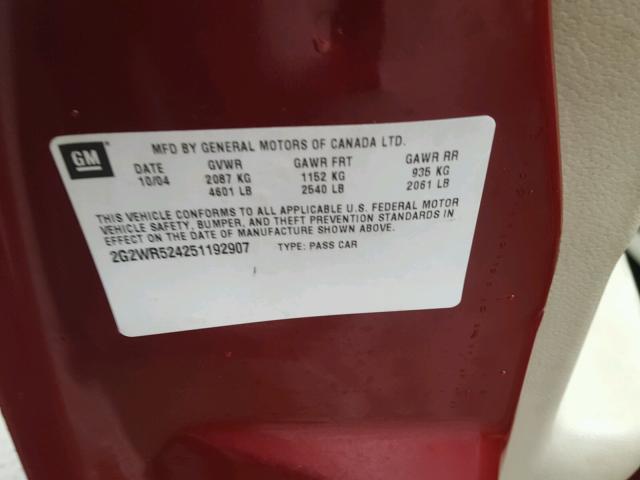 GM
MFD BY GENERAL MOTORS OF CANADA LTD.
DATE GVWR GAWR FRT GAWR RR
10/04 2087 KG 1152 KG 935 KG
4601 LB 2540 LB 2061 LB
THIS VEHICLE CONFORMS TO ALL APPLICABLE U.S. FEDERAL MOTOR
VEHICLE SAFETY, BUMPER, AND THEFT PREVENTION STANDARDS IN
EFFECT ON THE DATE OF MANUFACTURE SHOWN ABOVE.
2G2WR524251192907 TYPE: PASS CAR